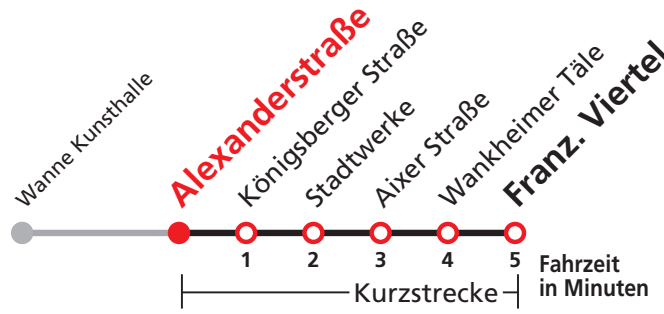 Wanne Kunsthalle
Alexanderstraße
Königsberger Straße
Stadtwerke
Aixer Straße
Wankheimer Täle
Franz. Viertel
1 2 3 4 5
Fahrzeit
in Minuten
Kurzstrecke